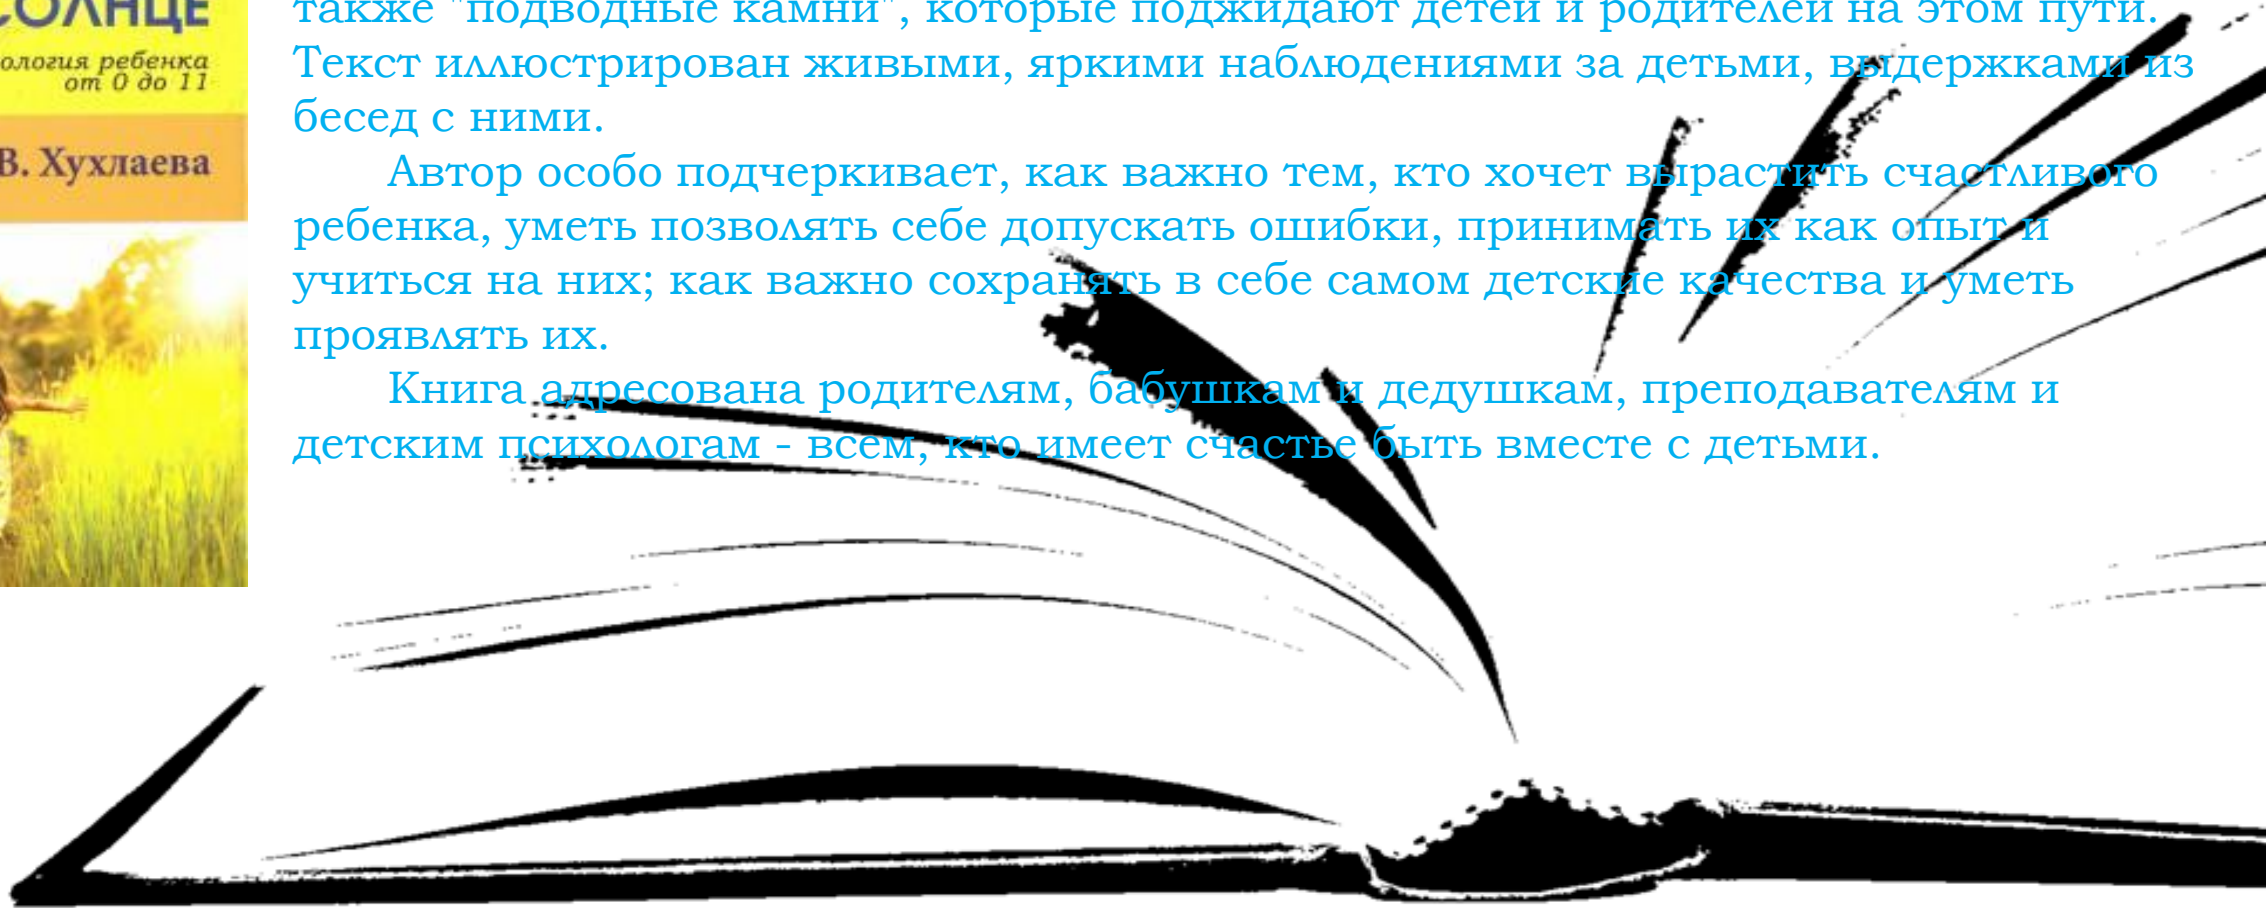 СОЛНЦЕ
ология ребенка
от 0 до 11
В. Хухлаева
также "подводные камни", которые поджидают детей и родителей на этом пути.
Текст иллюстрирован живыми, яркими наблюдениями за детьми, выдержками из
бесед с ними.
Автор особо подчеркивает, как важно тем, кто хочет вырастить счастливого
ребенка, уметь позволять себе допускать ошибки, принимать их как опыт и
учиться на них; как важно сохранять в себе самом детские качества и уметь
проявлять их.
Книга адресована родителям, бабушкам и дедушкам, преподавателям и
детским психологам - всем, кто имеет счастье быть вместе с детьми.